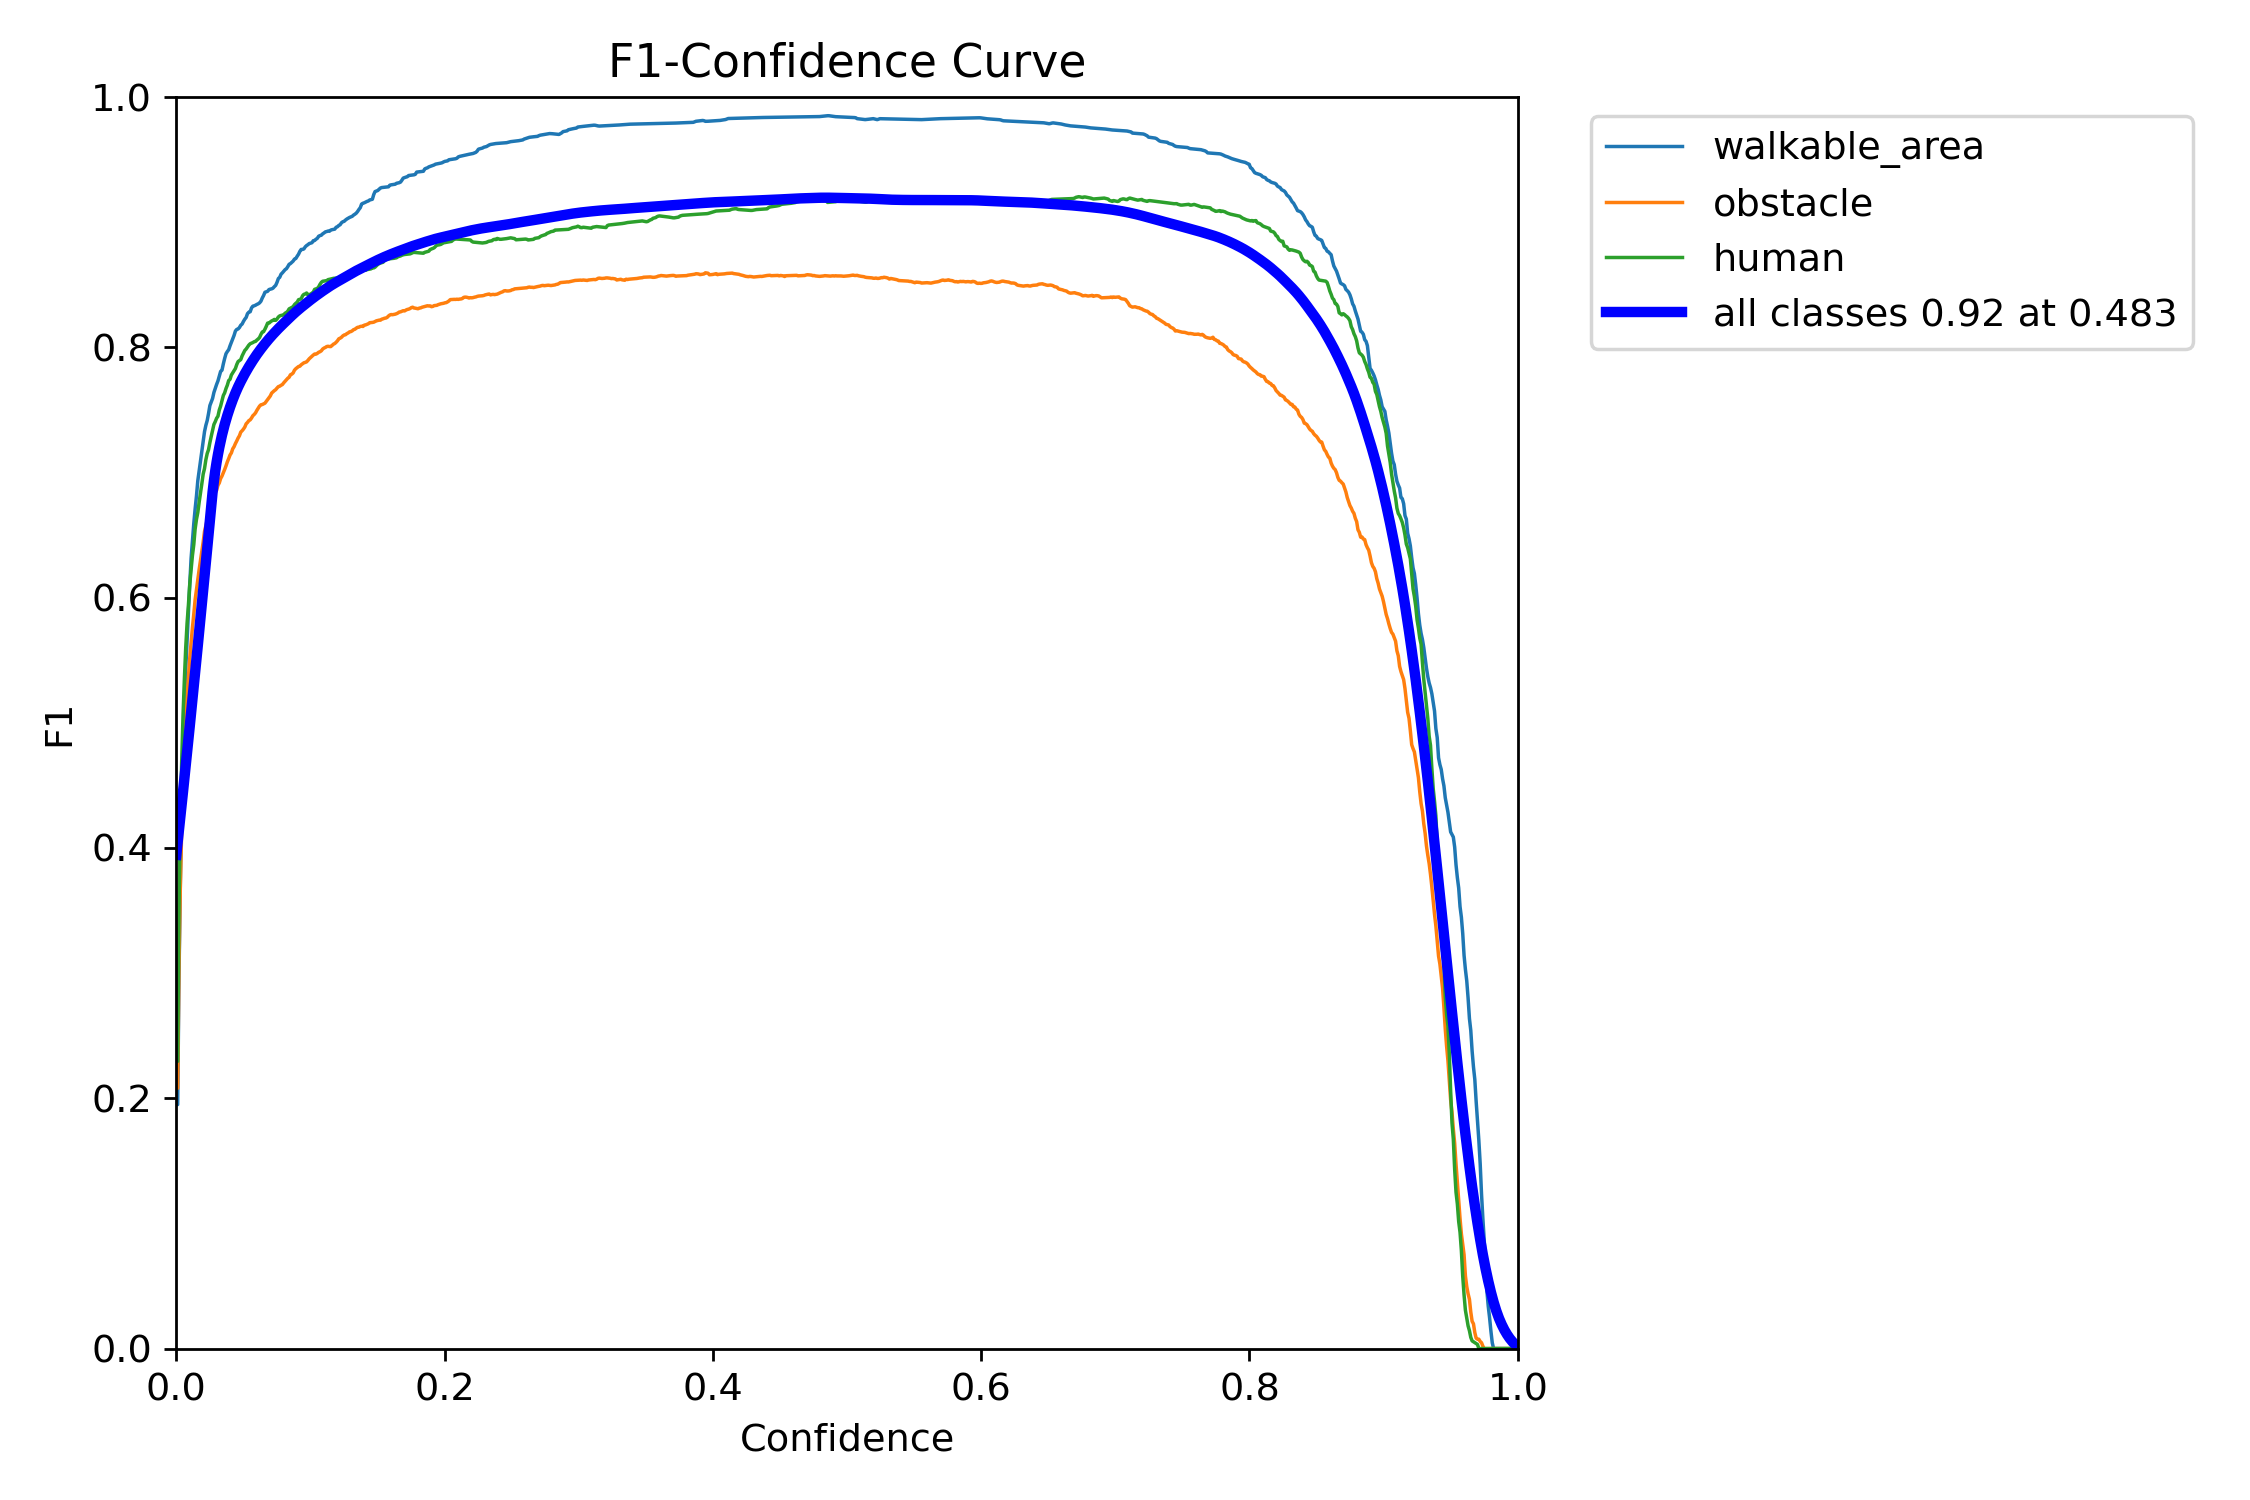 F1-Confidence Curve
1.0
0.8
0.6
0.4
0.2
0.0
F1
0.0 0.2 0.4 0.6 0.8 1.0
Confidence
walkable_area
obstacle
human
all classes 0.92 at 0.483